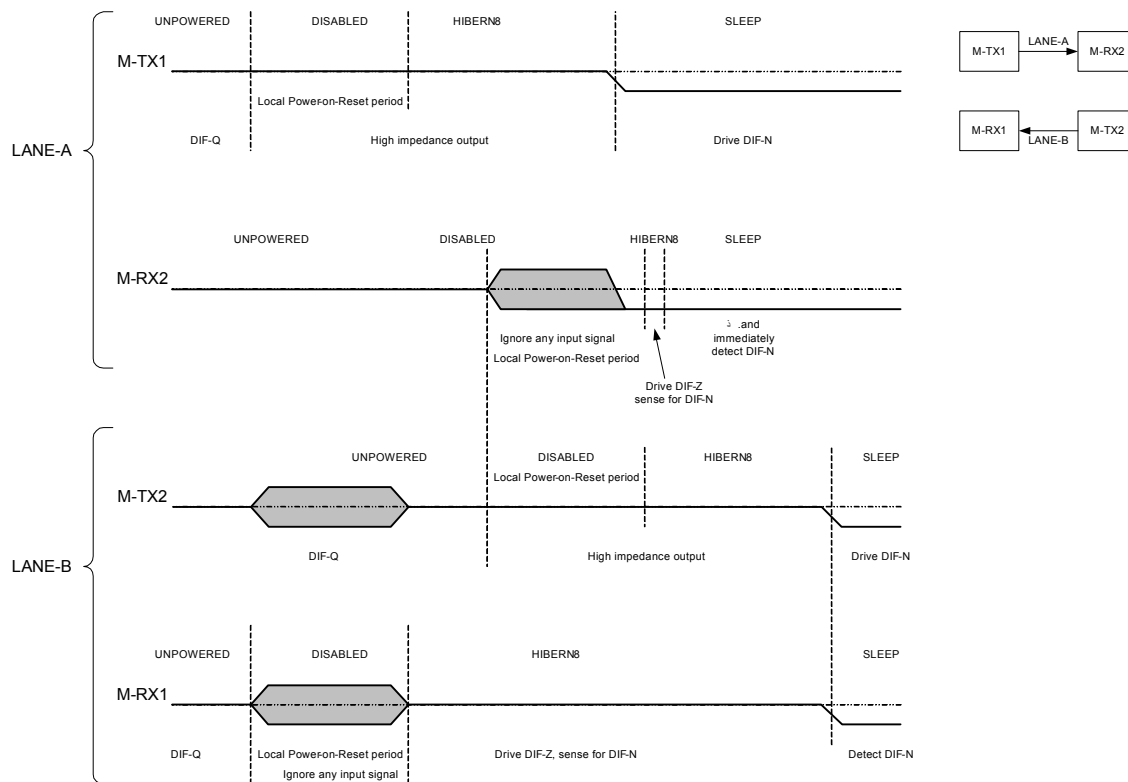 UNPOWERED DISABLED HIBERN8 SLEEP
M-TX1
Local Power-on-Reset period
DIF-Q High impedance output Drive DIF-N
LANE-A
M-TX1 LANE-A M-RX2
M-RX1 LANE-B M-TX2
UNPOWERED DISABLED HIBERN8 SLEEP
M-RX2
Ignore any input signal
Local Power-on-Reset period
.and
immediately
detect DIF-N
Drive DIF-Z
sense for DIF-N
UNPOWERED DISABLED HIBERN8 SLEEP
Local Power-on-Reset period
M-TX2
DIF-Q High impedance output Drive DIF-N
LANE-B
UNPOWERED DISABLED HIBERN8 SLEEP
M-RX1
DIF-Q Local Power-on-Reset period Drive DIF-Z, sense for DIF-N Detect DIF-N
Ignore any input signal